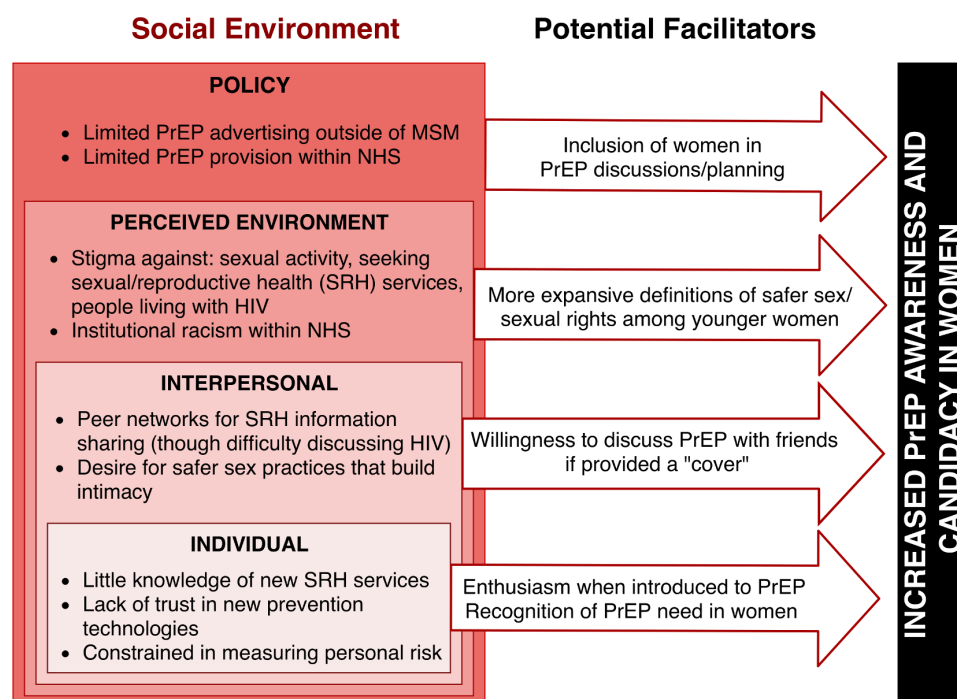 Social Environment
Potential Facilitators
POLICY
• Limited PrEP advertising outside of MSM
• Limited PrEP provision within NHS
Inclusion of women in
PrEP discussions/planning
PERCEIVED ENVIRONMENT
• Stigma against: sexual activity, seeking
sexual/reproductive health (SRH) services,
people living with HIV
• Institutional racism within NHS
More expansive definitions of safer sex/
sexual rights among younger women
INTERPERSONAL
• Peer networks for SRH information
sharing (though difficulty discussing HIV)
• Desire for safer sex practices that build
intimacy
Willingness to discuss PrEP with friends
if provided a "cover"
INDIVIDUAL
• Little knowledge of new SRH services
• Lack of trust in new prevention
technologies
• Constrained in measuring personal risk
Enthusiasm when introduced to PrEP
Recognition of PrEP need in women
INCREASED PrEP AWARENESS AND
CANDIDACY IN WOMEN